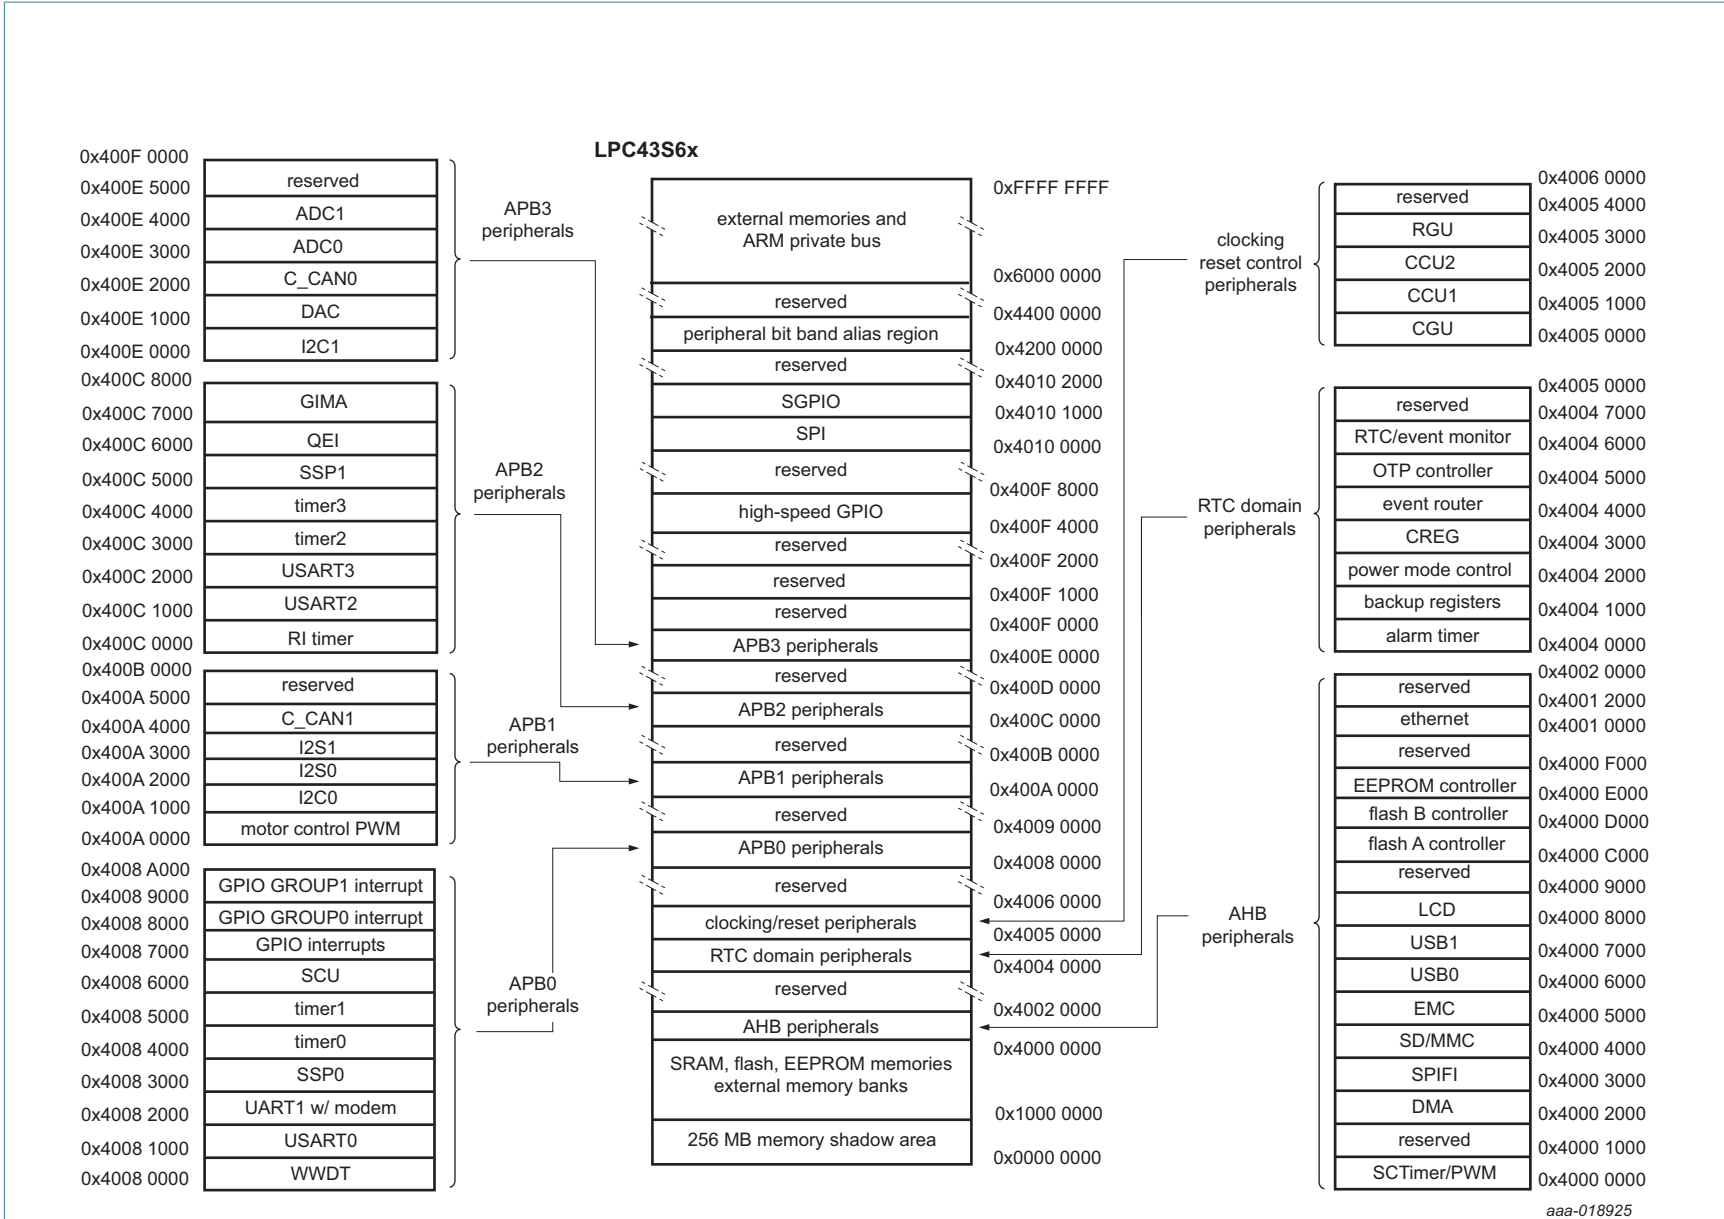 LPC43S6x
0x400F 0000
reserved
0x400E 5000
ADC1
0x400E 4000
ADC0
0x400E 3000
C_CAN0
0x400E 2000
DAC
0x400E 1000
I2C1
0x400E 0000
APB3
peripherals
0x400C 8000
GIMA
0x400C 7000
QEI
0x400C 6000
SSP1
0x400C 5000
timer3
0x400C 4000
timer2
0x400C 3000
USART3
0x400C 2000
USART2
0x400C 1000
RI timer
0x400C 0000
APB2
peripherals
0x400B 0000
reserved
0x400A 5000
C_CAN1
0x400A 4000
I2S1
0x400A 3000
I2S0
0x400A 2000
I2C0
0x400A 1000
motor control PWM
0x400A 0000
APB1
peripherals
0x4008 A000
GPIO GROUP1 interrupt
0x4008 9000
GPIO GROUP0 interrupt
0x4008 8000
GPIO interrupts
0x4008 7000
SCU
0x4008 6000
timer1
0x4008 5000
timer0
0x4008 4000
SSP0
0x4008 3000
UART1 w/ modem
0x4008 2000
USART0
0x4008 1000
WWDT
0x4008 0000
APB0
peripherals
0xFFFF FFFF
external memories and
ARM private bus
0x6000 0000
reserved
0x4400 0000
peripheral bit band alias region
0x4200 0000
reserved
0x4010 2000
SGPIO
0x4010 1000
SPI
0x4010 0000
reserved
0x400F 8000
high-speed GPIO
0x400F 4000
reserved
0x400F 2000
reserved
0x400F 1000
reserved
0x400F 0000
APB3 peripherals
0x400E 0000
reserved
0x400D 0000
APB2 peripherals
0x400C 0000
reserved
0x400B 0000
APB1 peripherals
0x400A 0000
reserved
0x4009 0000
APB0 peripherals
0x4008 0000
reserved
0x4006 0000
clocking/reset peripherals
0x4005 0000
RTC domain peripherals
0x4004 0000
reserved
0x4002 0000
AHB peripherals
0x4000 0000
SRAM, flash, EEPROM memories
external memory banks
0x1000 0000
256 MB memory shadow area
0x0000 0000
clocking
reset control
peripherals
0x4006 0000
reserved
0x4005 4000
RGU
0x4005 3000
CCU2
0x4005 2000
CCU1
0x4005 1000
CGU
0x4005 0000
RTC domain
peripherals
0x4005 0000
reserved
0x4004 7000
RTC/event monitor
0x4004 6000
OTP controller
0x4004 5000
event router
0x4004 4000
CREG
0x4004 3000
power mode control
0x4004 2000
backup registers
0x4004 1000
alarm timer
0x4004 0000
AHB
peripherals
0x4002 0000
reserved
0x4001 2000
ethernet
0x4001 0000
reserved
0x4000 F000
EEPROM controller
0x4000 E000
flash B controller
0x4000 D000
flash A controller
0x4000 C000
reserved
0x4000 9000
LCD
0x4000 8000
USB1
0x4000 7000
USB0
0x4000 6000
EMC
0x4000 5000
SD/MMC
0x4000 4000
SPIFI
0x4000 3000
DMA
0x4000 2000
reserved
0x4000 1000
SCTimer/PWM
0x4000 0000
aaa-018925